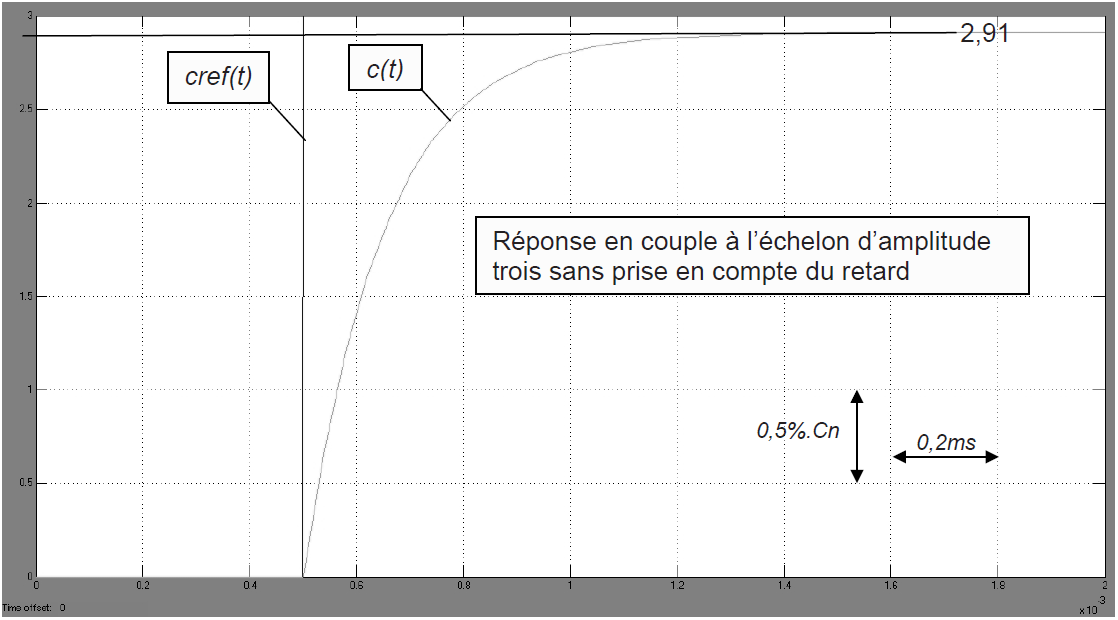 3
2,91
cref(t)
c(t)
2.5
2
Réponse en couple à l’échelon d’amplitude
trois sans prise en compte du retard
1.5
1
0,5%.Cn
0,2ms
0.5
0
0
0.2
0.4
0.6
0.8
1
1.2
1.4
1.6
1.8
2
Time offset: 0
x10
-3